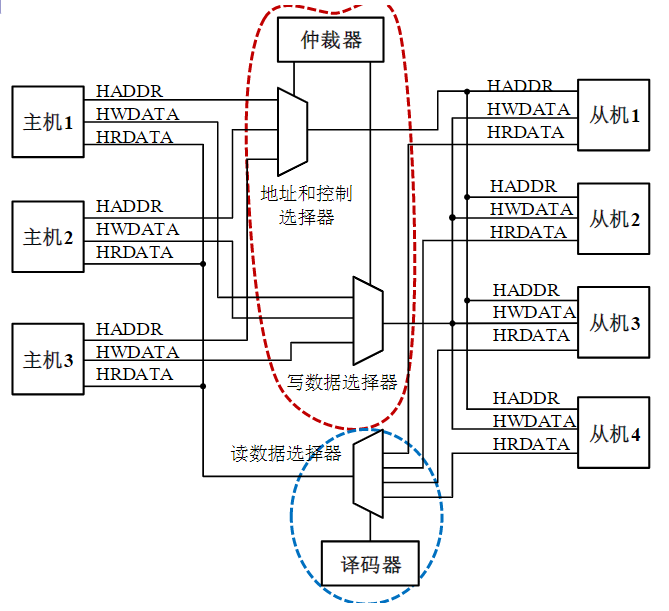 仲裁器
主机1
HADDR
HWDATA
HRDATA
主机2
HADDR
HWDATA
HRDATA
主机3
HADDR
HWDATA
HRDATA
地址和控制
选择器
写数据选择器
读数据选择器
译码器
HADDR
HWDATA
HRDATA
从机1
HADDR
HWDATA
HRDATA
从机2
HADDR
HWDATA
HRDATA
从机3
HADDR
HWDATA
HRDATA
从机4